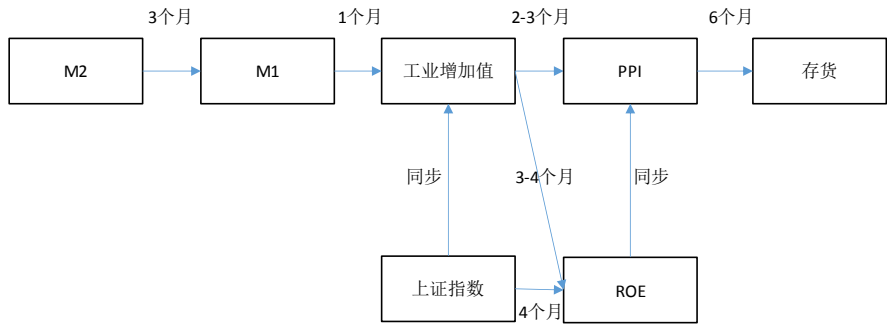 3个月
1个月
2-3个月
6个月
M2
M1
工业增加值
PPI
存货
同步
3-4个月
同步
上证指数
ROE
4个月